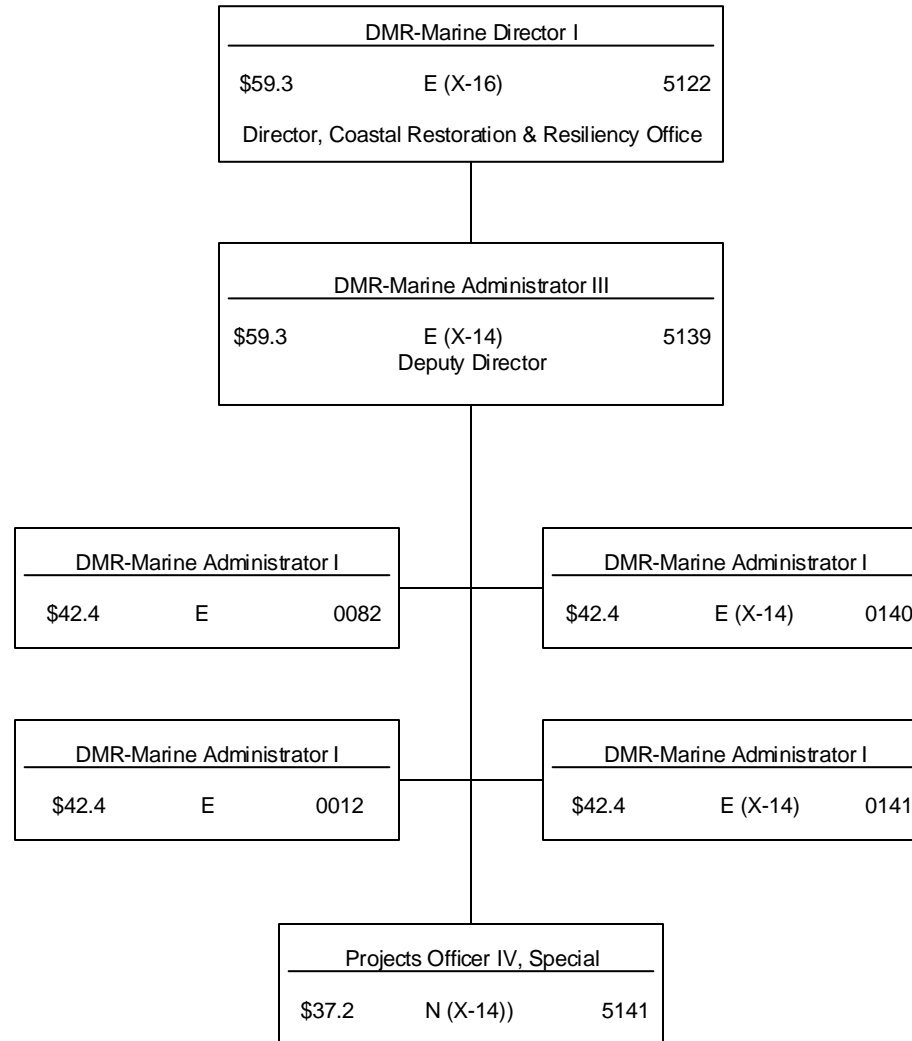 DMR-Marine Director I
$59.3 E (X-16) 5122
Director, Coastal Restoration & Resiliency Office
DMR-Marine Administrator III
$59.3 E (X-14) 5139
Deputy Director
DMR-Marine Administrator I
$42.4 E 0082
DMR-Marine Administrator I
$42.4 E (X-14) 0140
DMR-Marine Administrator I
$42.4 E 0012
DMR-Marine Administrator I
$42.4 E (X-14) 0141
Projects Officer IV, Special
$37.2 N (X-14)) 5141